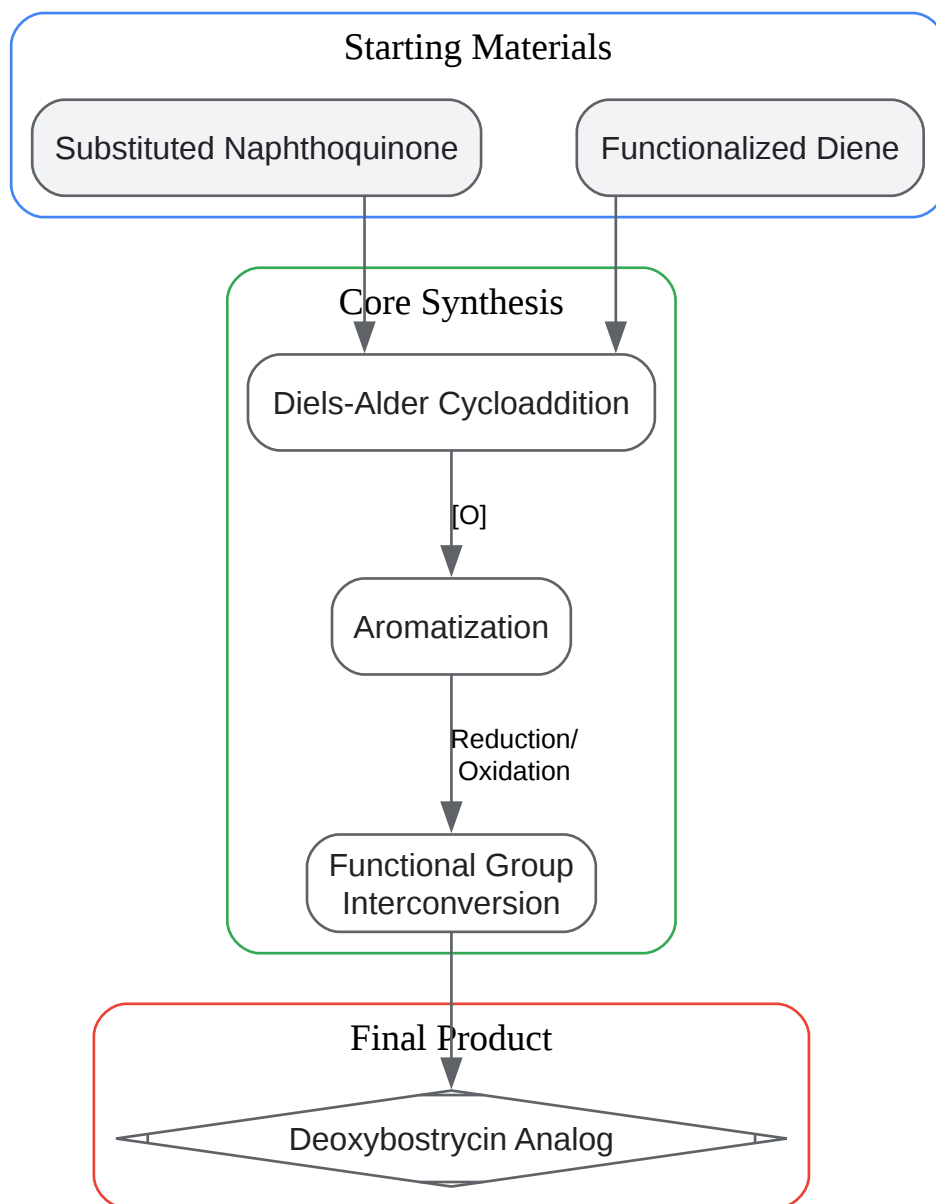 Starting Materials
Substituted Naphthoquinone
Functionalized Diene
Core Synthesis
Diels-Alder Cycloaddition
[O]
Aromatization
Reduction/
Oxidation
Functional Group
Interconversion
Final Product
Deoxybostrycin Analog